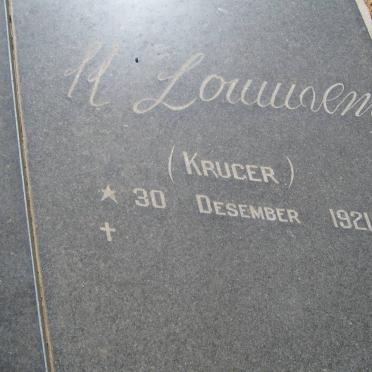 M Louwren
(KRUGER)
★ 30 DESEMBER 1921
✝